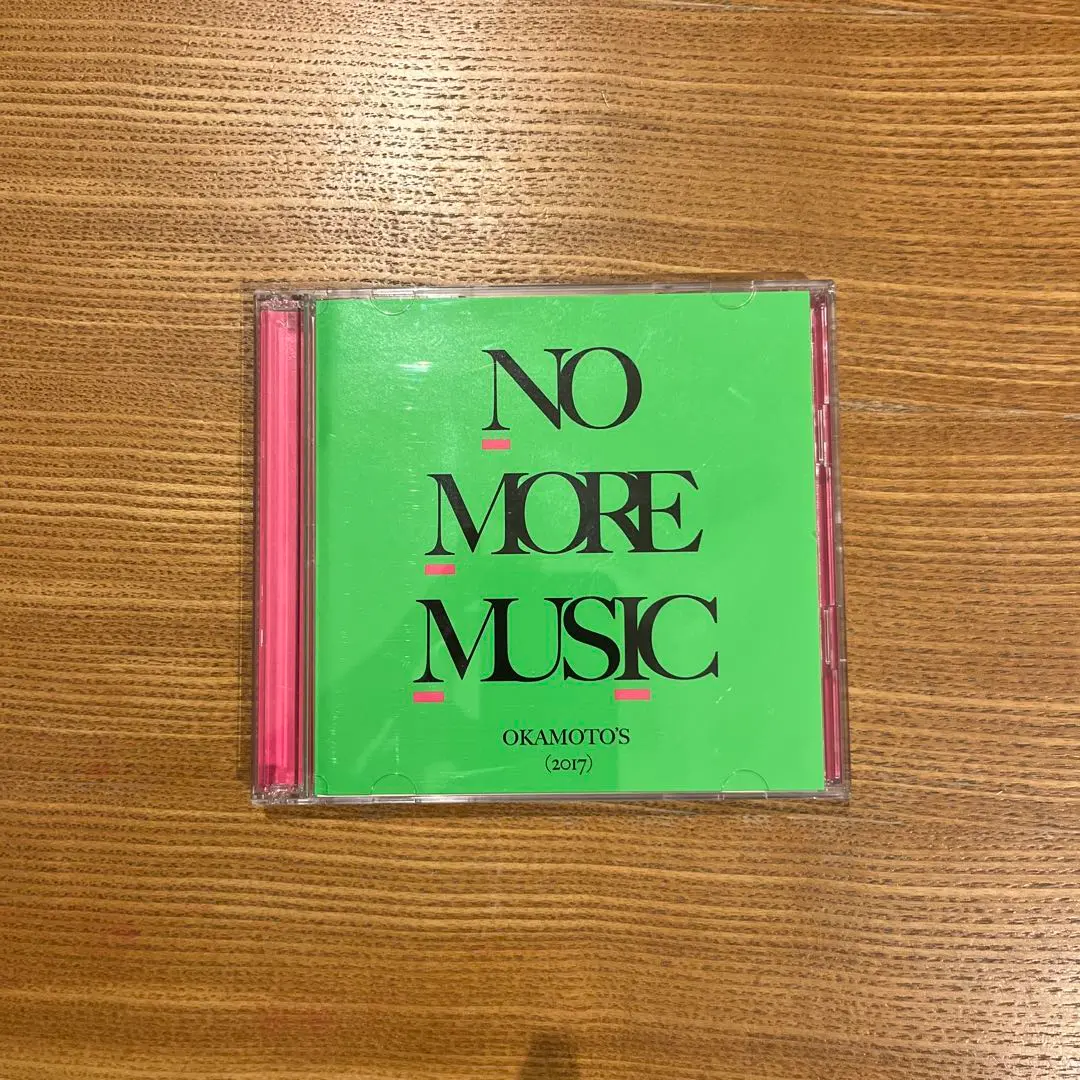 NO
MORE
MUSIC
OKAMOTO'S
(2017)